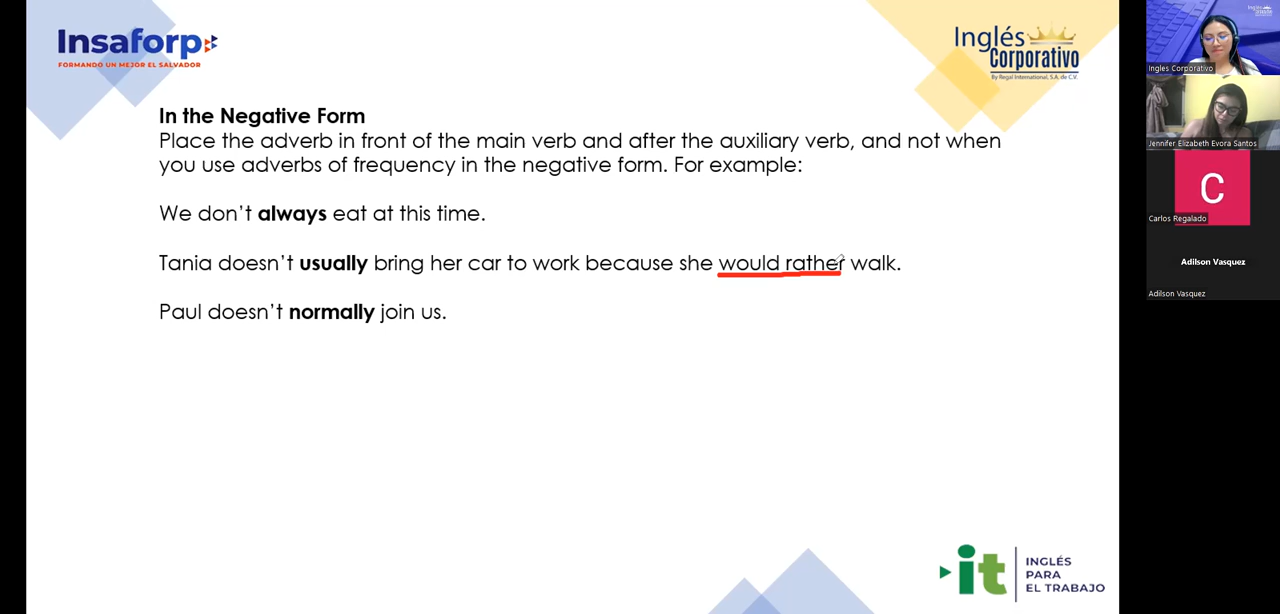 Insaforp
FORMANDO UN MEJOR EL SALVADOR
Inglés
Corporativo
By Regal International, S.A. de C.V.
In the Negative Form
Place the adverb in front of the main verb and after the auxiliary verb, and not when
you use adverbs of frequency in the negative form. For example:
We don't always eat at this time.
Tania doesn't usually bring her car to work because she would rather walk.
Paul doesn't normally join us.
it
INGLÉS
PARA
EL TRABAJO
Ingles Corporativo
Jennifer Elizabeth Evora Santos
C
Carlos Regalado
Adilson Vasquez
Adilson Vasquez